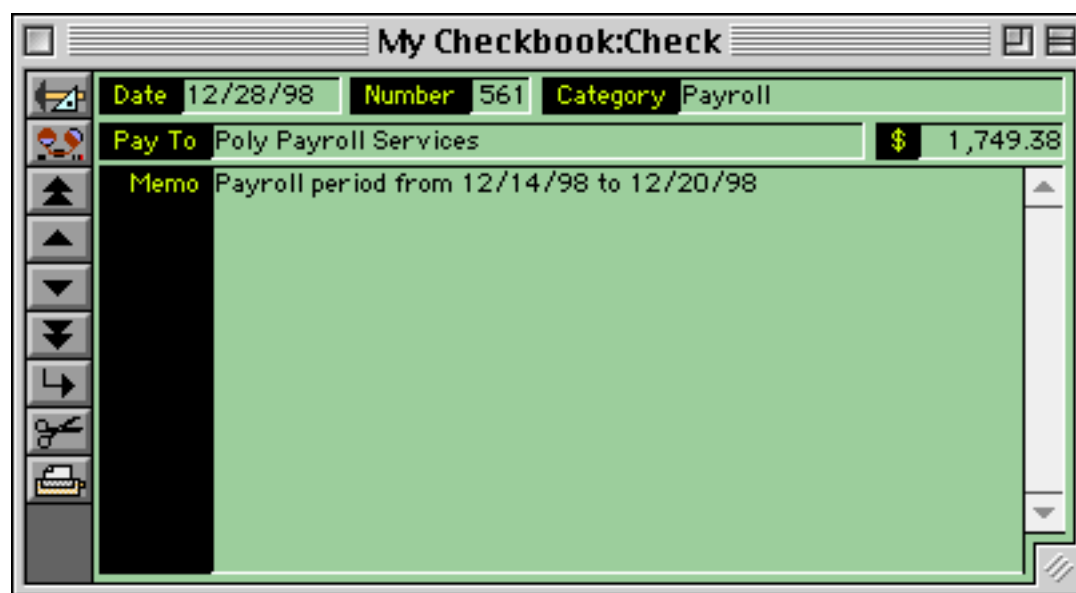 My Checkbook:Check
Date 12/28/98 Number 561 Category Payroll
Pay To Poly Payroll Services $ 1,749.38
Memo Payroll period from 12/14/98 to 12/20/98